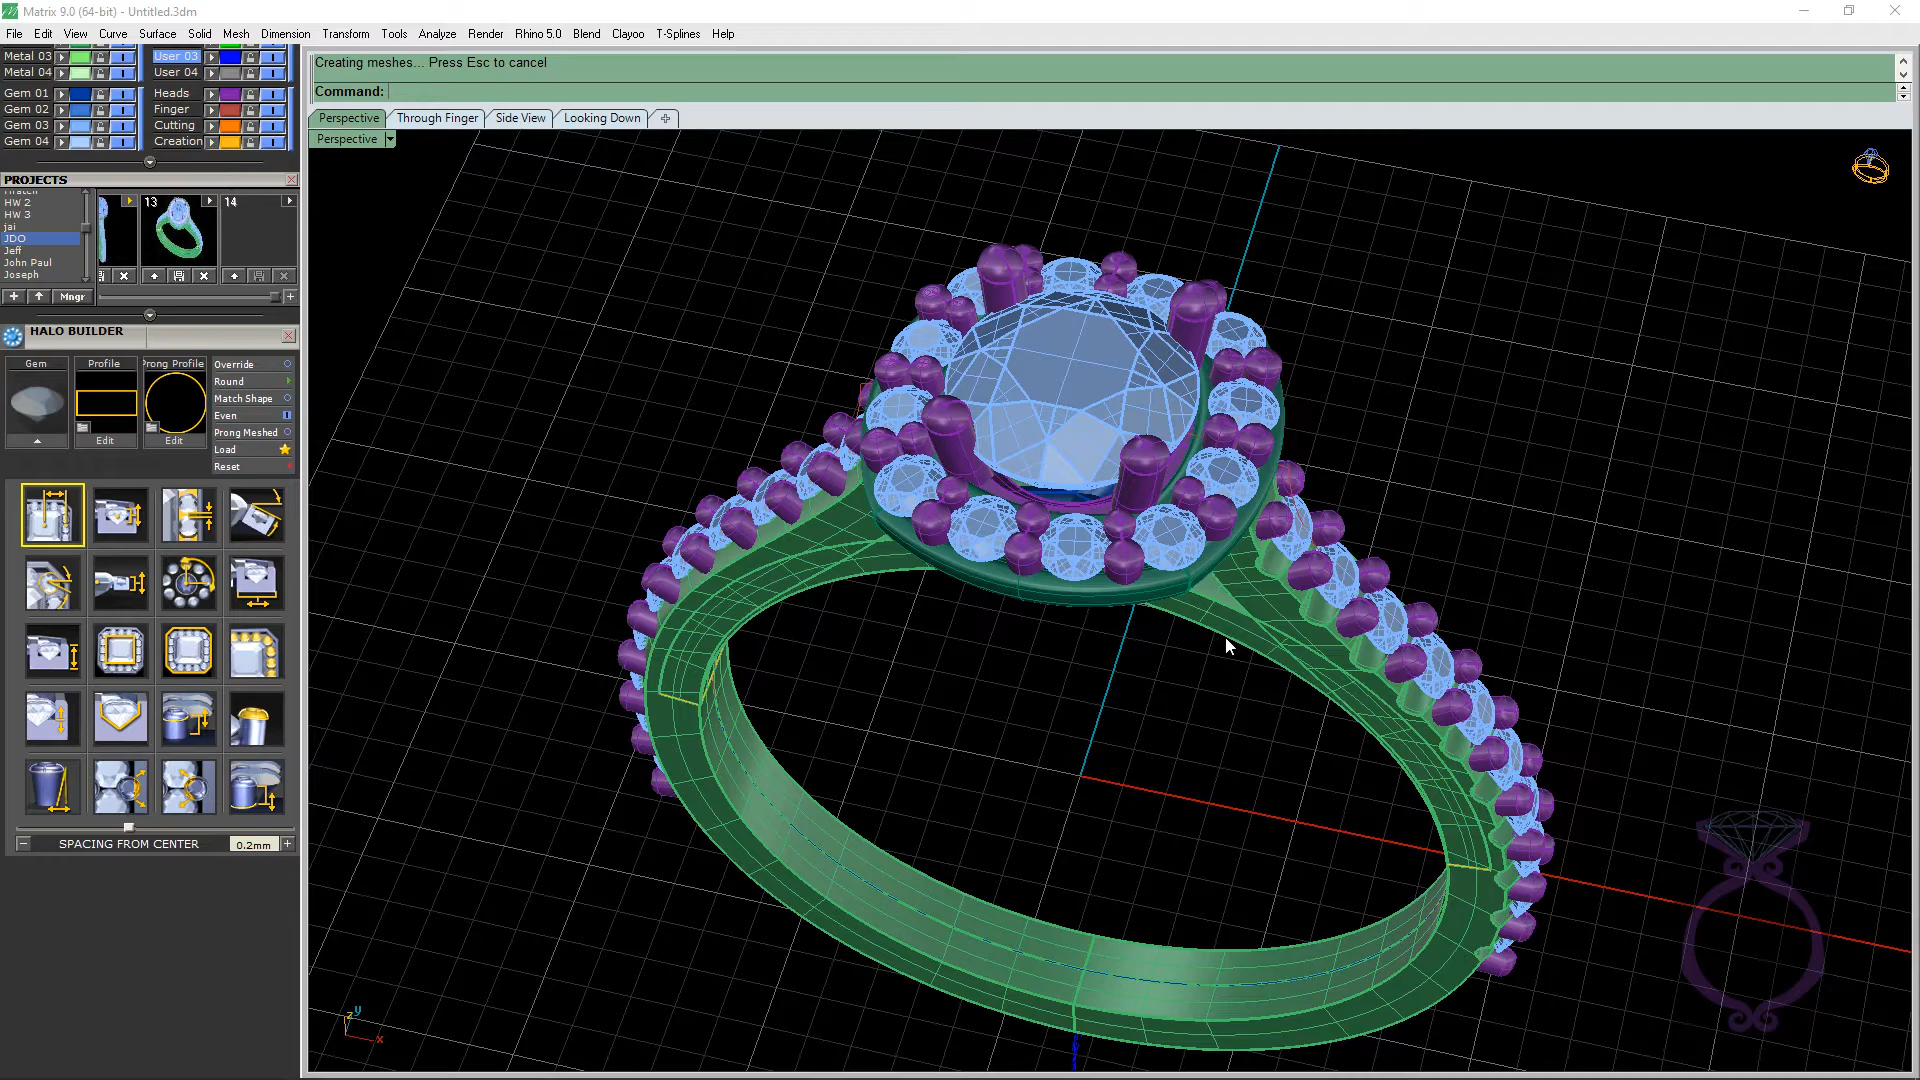 Matrix 9.0 (64-bit) - Untitled.3dm
File Edit View Curve Surface Solid Mesh Dimension Transform Tools Analyze Render Rhino 5.0 Blend Clayoo T-Splines Help
Metal 03 User 03
Metal 04 User 04
Gem 01 Heads
Gem 02 Finger
Gem 03 Cutting
Gem 04 Creation
Creating meshes... Press Esc to cancel
Command:
Perspective Through Finger Side View Looking Down
Perspective
PROJECTS
HW 2
HW 3
jai
JDO
Jeff
John Paul
Joseph
13
14
Mngr
HALO BUILDER
Gem Profile Prong Profile
Edit Edit
Override
Round
Match Shape
Even
Prong Meshed
Load
Reset
SPACING FROM CENTER 0.2mm
z y
x